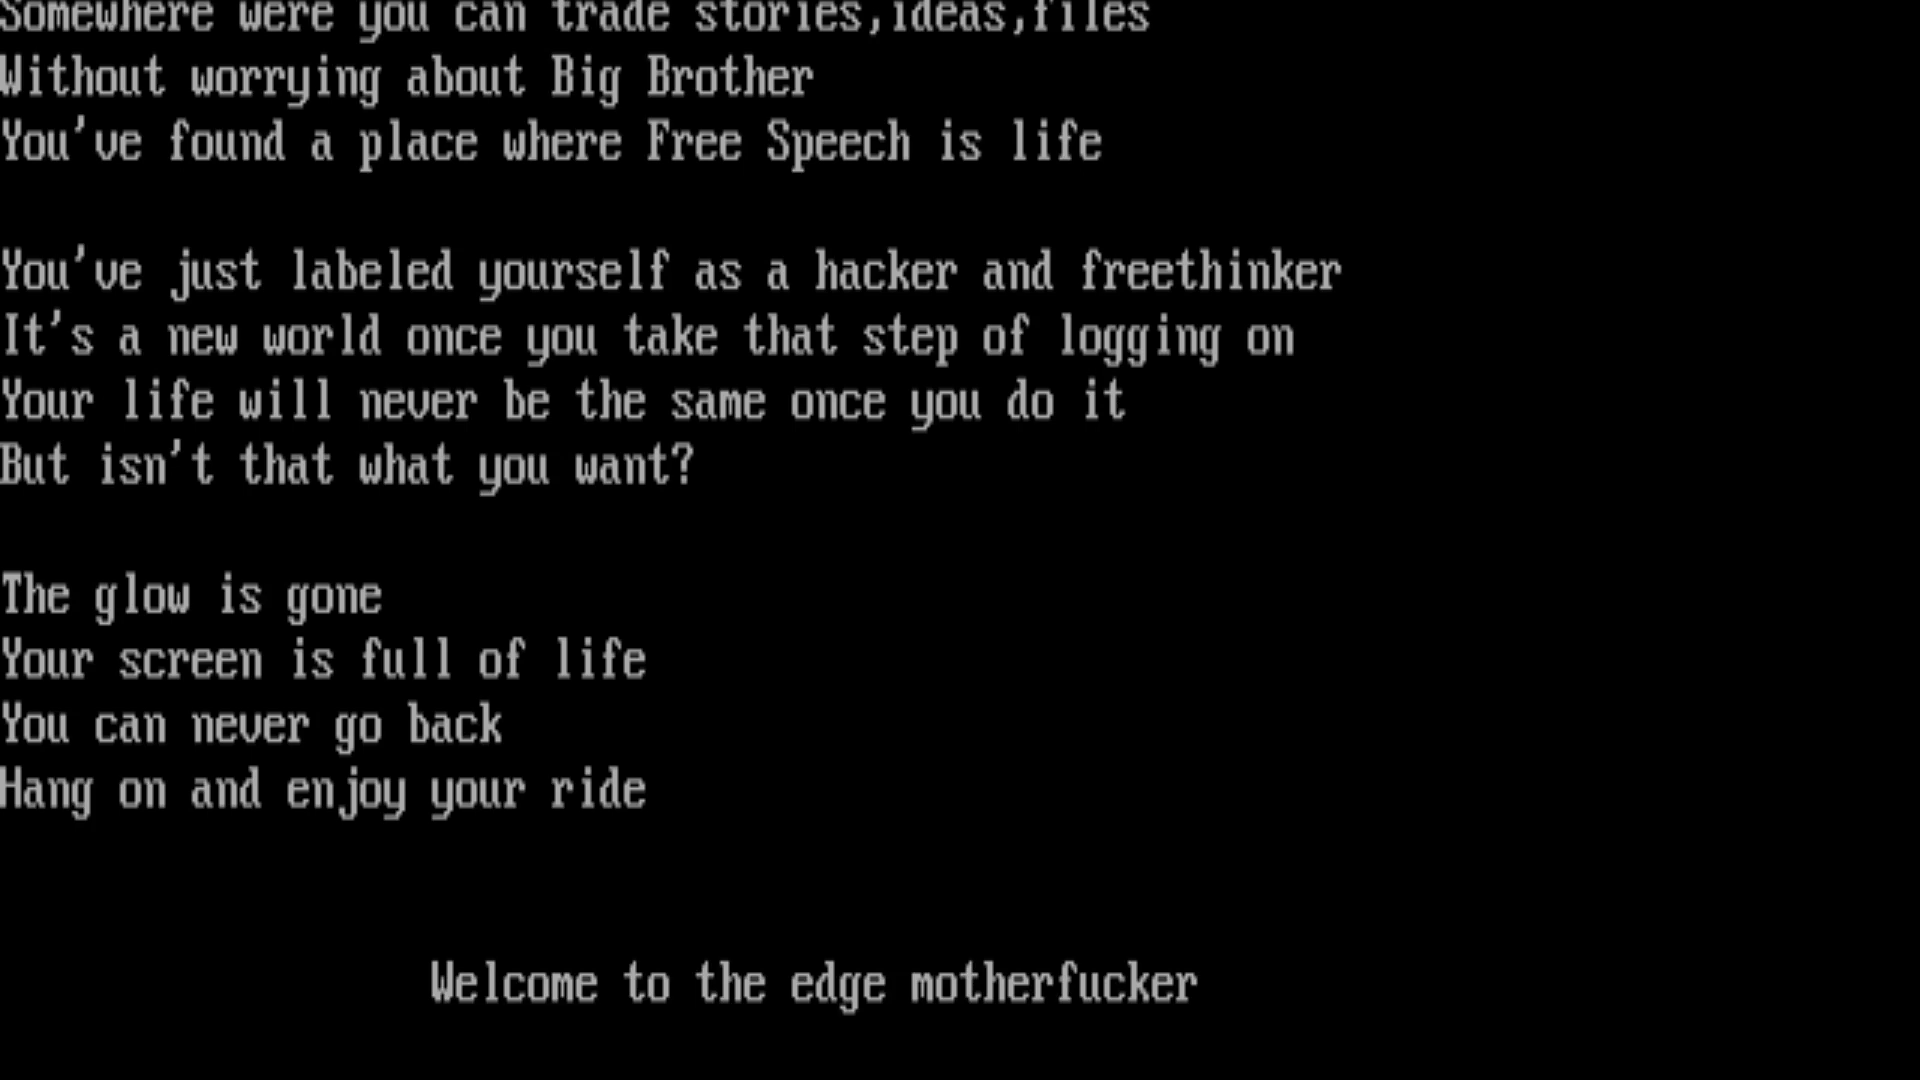 Somewhere were you can trade stories,ideas,files
Without worrying about Big Brother
You've found a place where Free Speech is life
You've just labeled yourself as a hacker and freethinker
It's a new world once you take that step of logging on
Your life will never be the same once you do it
But isn't that what you want?
The glow is gone
Your screen is full of life
You can never go back
Hang on and enjoy your ride
Welcome to the edge motherfucker